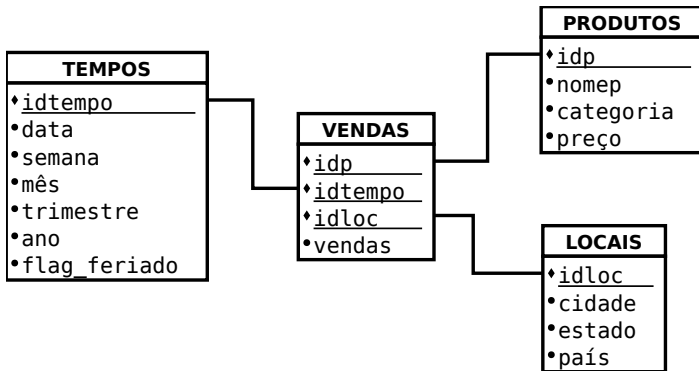 TEMPOS
idtempo
data
semana
mês
trimestre
ano
flag_feriado
VENDAS
idp
idtempo
idloc
vendas
PRODUTOS
idp
nomep
categoria
preço
LOCAIS
idloc
cidade
estado
país